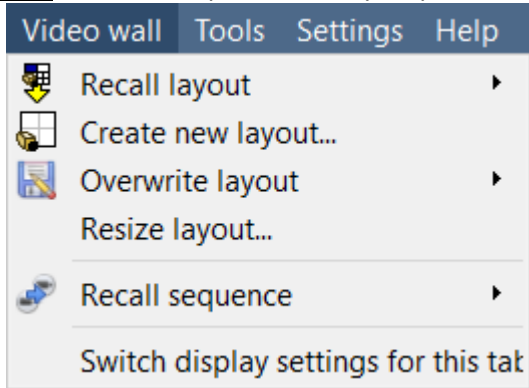 Video wall Tools Settings Help
Recall layout
Create new layout...
Overwrite layout
Resize layout...
Recall sequence
Switch display settings for this tab